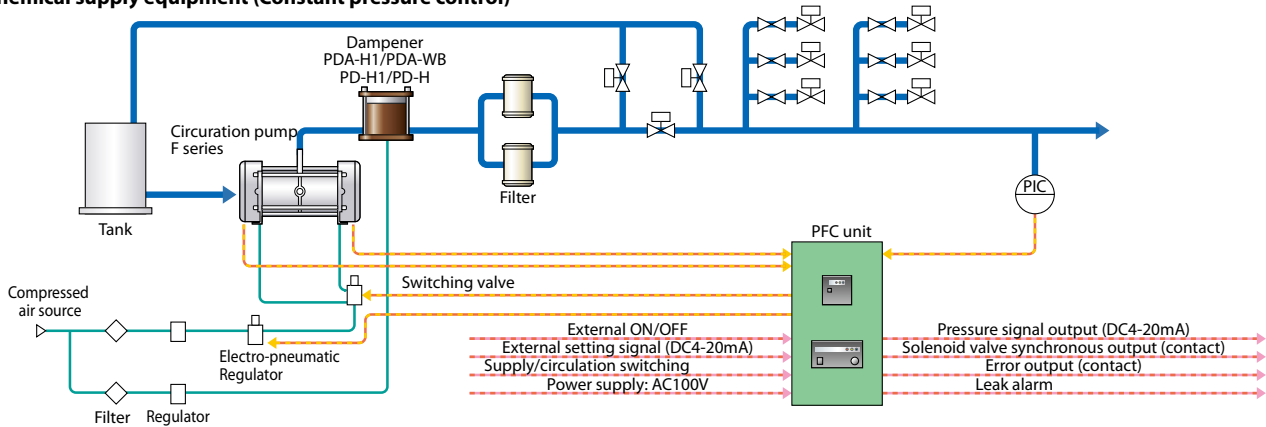 hemical supply equipment (Constant pressure control)
Dampener
PDA-H1/PDA-WB
PD-H1/PD-H
Circuration pump
F series
Filter
Tank
PIC
PFC unit
Switching valve
Compressed
air source
Electro-pneumatic
Regulator
Filter
Regulator
External ON/OFF
External setting signal (DC4-20mA)
Supply/circulation switching
Power supply: AC100V
Pressure signal output (DC4-20mA)
Solenoid valve synchronous output (contact)
Error output (contact)
Leak alarm